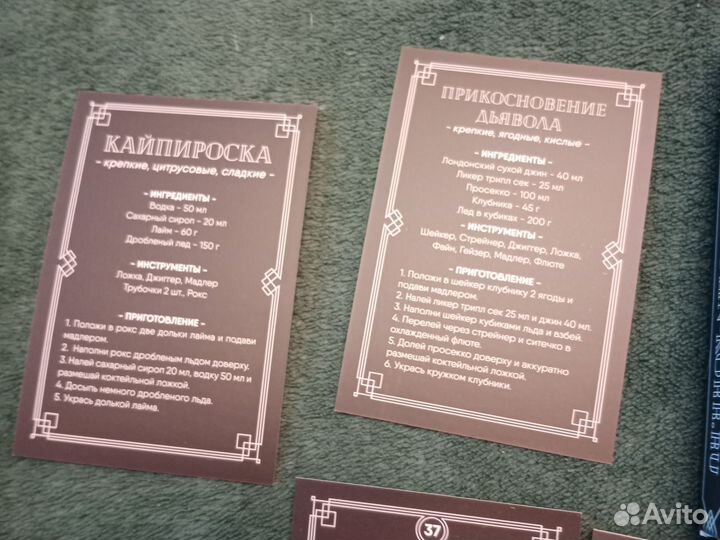 КАЙПИРОСКА
- крепкие, цитрусовые, сладкие -
- ИНГРЕДИЕНТЫ -
Водка - 50 мл
Сахарный сироп - 20 мл
Лайм - 60 г
Дробленый лед - 150 г
- ИНСТРУМЕНТЫ -
Ложка, Джиггер, Мадлер
Трубочки 2 шт., Рокс
- ПРИГОТОВЛЕНИЕ -
1. Положи в рокс две дольки лайма и подави
мадлером.
2. Наполни рокс дробленым льдом доверху.
3. Налей сахарный сироп 20 мл, водку 50 мл и
размешай коктейльной ложкой.
4. Досыпь немного дробленого льда.
5. Укрась долькой лайма.
ПРИКОСНОВЕНИЕ
ДЬЯВОЛА
- крепкие, ягодные, кислые -
- ИНГРЕДИЕНТЫ -
Лондонский сухой джин - 40 мл
Ликер трипл сек - 25 мл
Просекко - 100 мл
Клубника - 45 г
Лед в кубиках - 200 г
- ИНСТРУМЕНТЫ -
Шейкер, Стрейнер, Джиггер, Ложка,
Файн, Гейзер, Мадлер, Флюте
- ПРИГОТОВЛЕНИЕ -
1. Положи в шейкер клубнику 2 ягоды и
подави мадлером.
2. Налей ликер трипл сек 25 мл и джин 40 мл.
3. Наполни шейкер кубиками льда и взбей.
4. Перелей через стрейнер и ситечко в
охлажденный флюте.
5. Долей просекко доверху и аккуратно
размешай коктейльной ложкой.
6. Укрась кружком клубники.
37
Avito